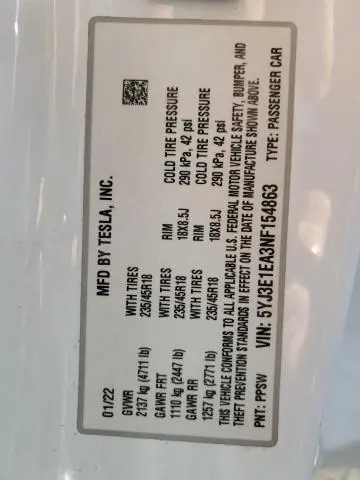 MFD BY TESLA, INC.
01/22
GVWR WITH TIRES RIM COLD TIRE PRESSURE
2137 kg (4711 lb) 235/45R18 18X8.5J 290 kPa, 42 psi
GAWR FRT WITH TIRES RIM COLD TIRE PRESSURE
1110 kg (2447 lb) 235/45R18 18X8.5J 290 kPa, 42 psi
GAWR RR
1257 kg (2771 lb) 235/45R18
THIS VEHICLE CONFORMS TO ALL APPLICABLE U.S. FEDERAL MOTOR VEHICLE SAFETY, BUMPER, AND
THEFT PREVENTION STANDARDS IN EFFECT ON THE DATE OF MANUFACTURE SHOWN ABOVE.
VIN: 5YJ3E1EA3NF154863
PNT: PPSW TYPE: PASSENGER CAR